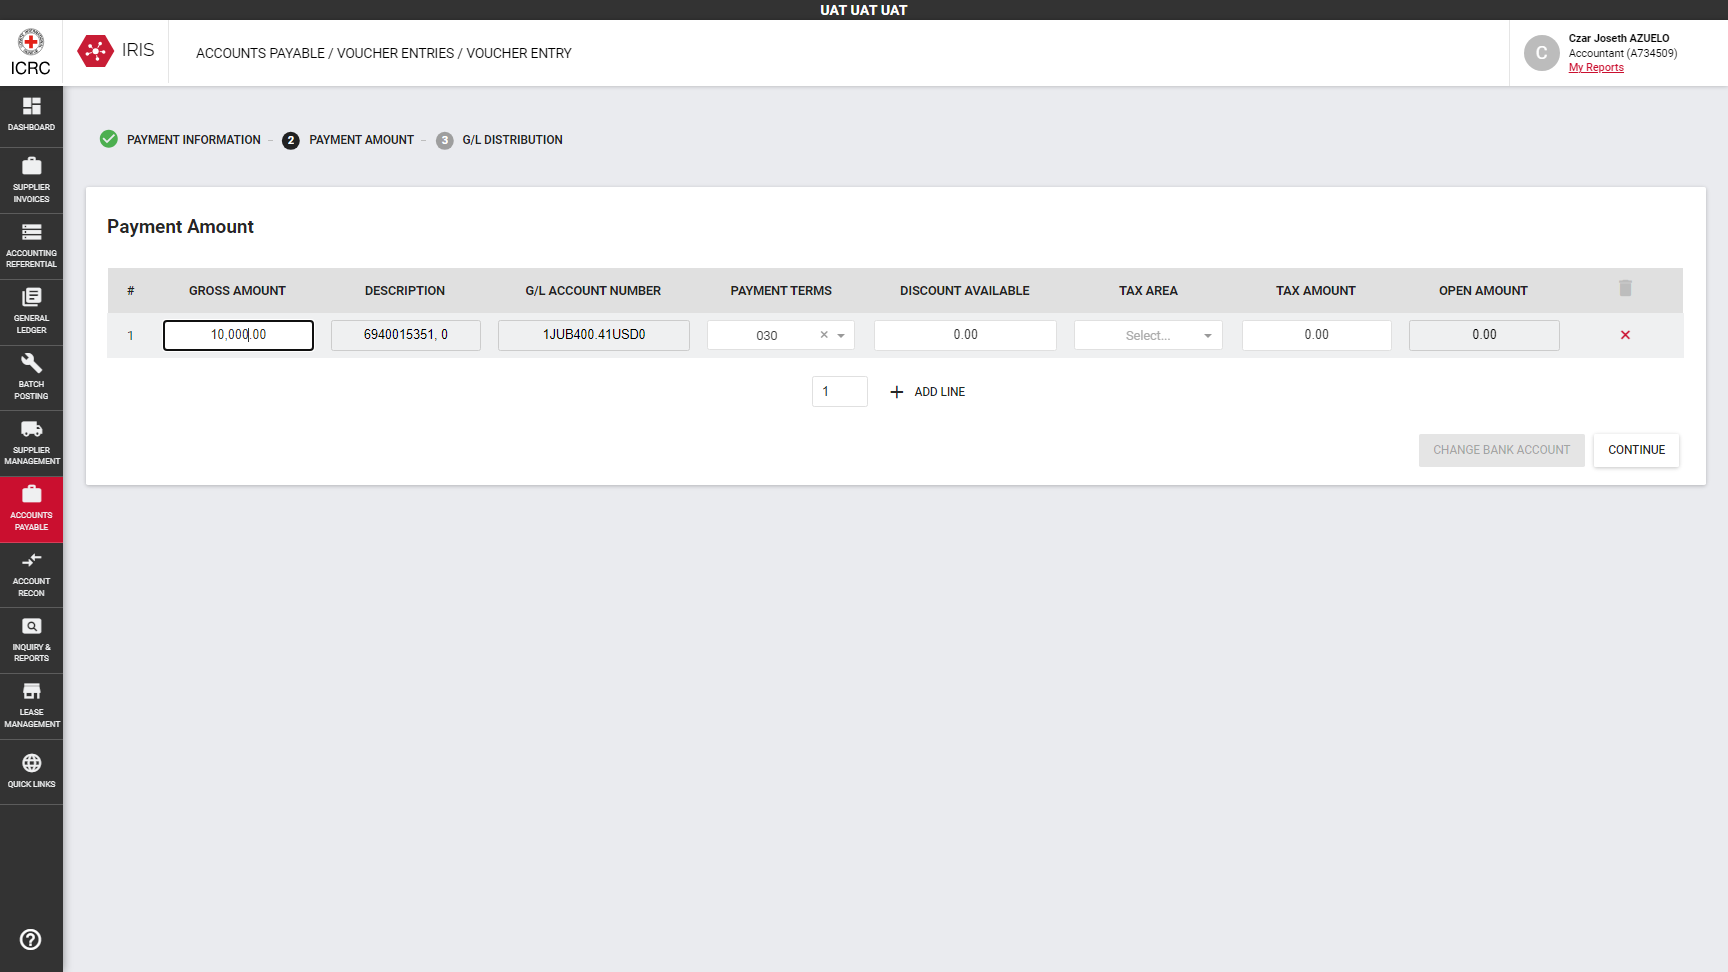 UAT UAT UAT
ICRC
IRIS
ACCOUNTS PAYABLE / VOUCHER ENTRIES / VOUCHER ENTRY
C
Czar Joseth AZUELO
Accountant (A734509)
My Reports
DASHBOARD
SUPPLIER
INVOICES
ACCOUNTING
REFERENTIAL
GENERAL
LEDGER
BATCH
POSTING
SUPPLIER
MANAGEMENT
ACCOUNTS
PAYABLE
ACCOUNT
RECON
INQUIRY &
REPORTS
LEASE
MANAGEMENT
QUICK LINKS
PAYMENT INFORMATION - 2 PAYMENT AMOUNT - 3 G/L DISTRIBUTION
Payment Amount
# GROSS AMOUNT DESCRIPTION G/L ACCOUNT NUMBER PAYMENT TERMS DISCOUNT AVAILABLE TAX AREA TAX AMOUNT OPEN AMOUNT
1 10,000.00 6940015351, 0 1JUB400.41USD0 030 × 0.00 Select... 0.00 0.00
1 + ADD LINE
CHANGE BANK ACCOUNT CONTINUE